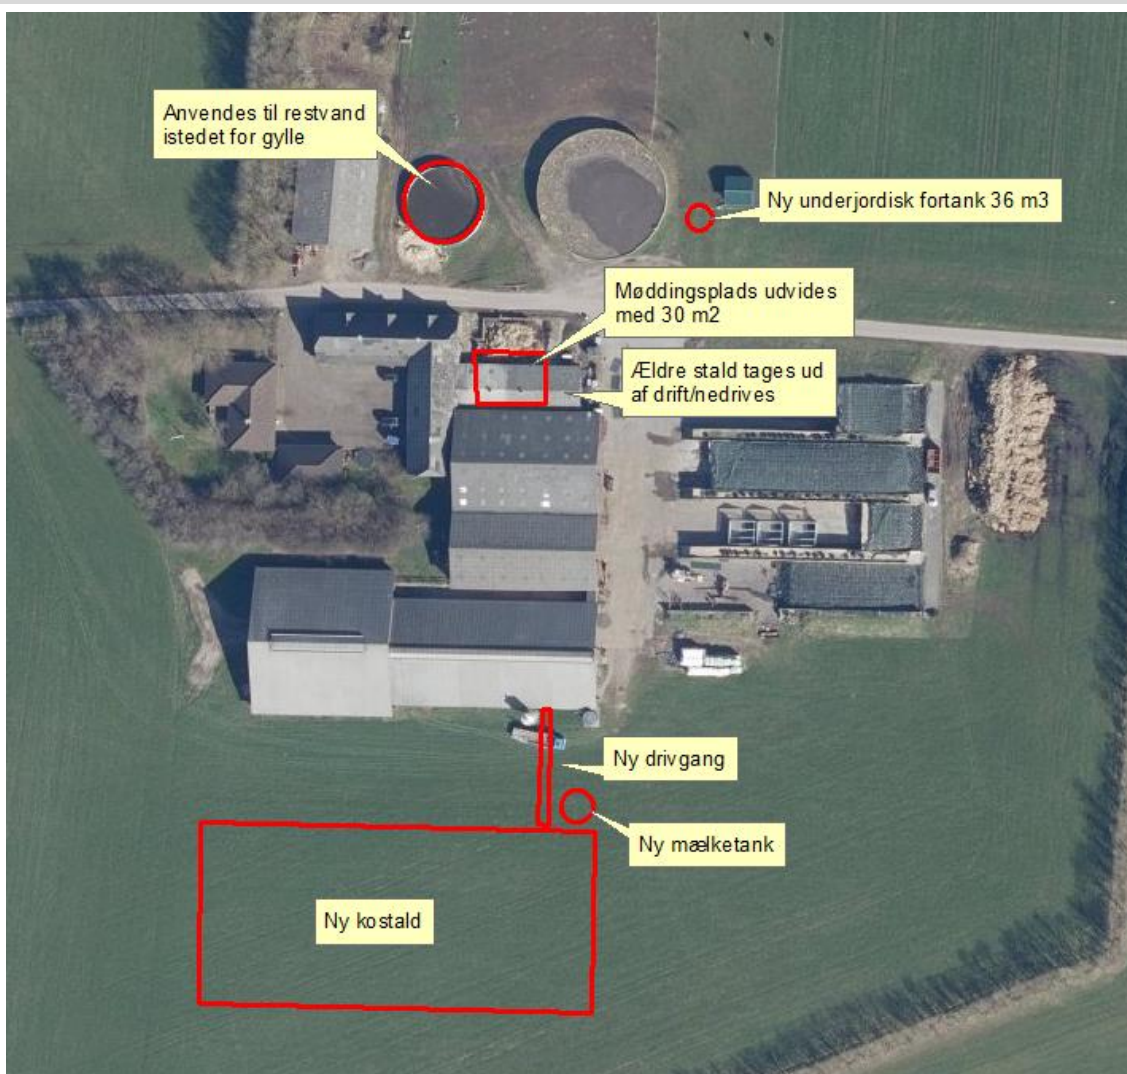 Anvendes til restvand
istedet for gylle
Ny underjordisk fortank 36 m3
Møddingsplads udvides
med 30 m2
Ældre stald tages ud
af drift/nedrives
Ny drivgang
Ny mælketank
Ny kostald